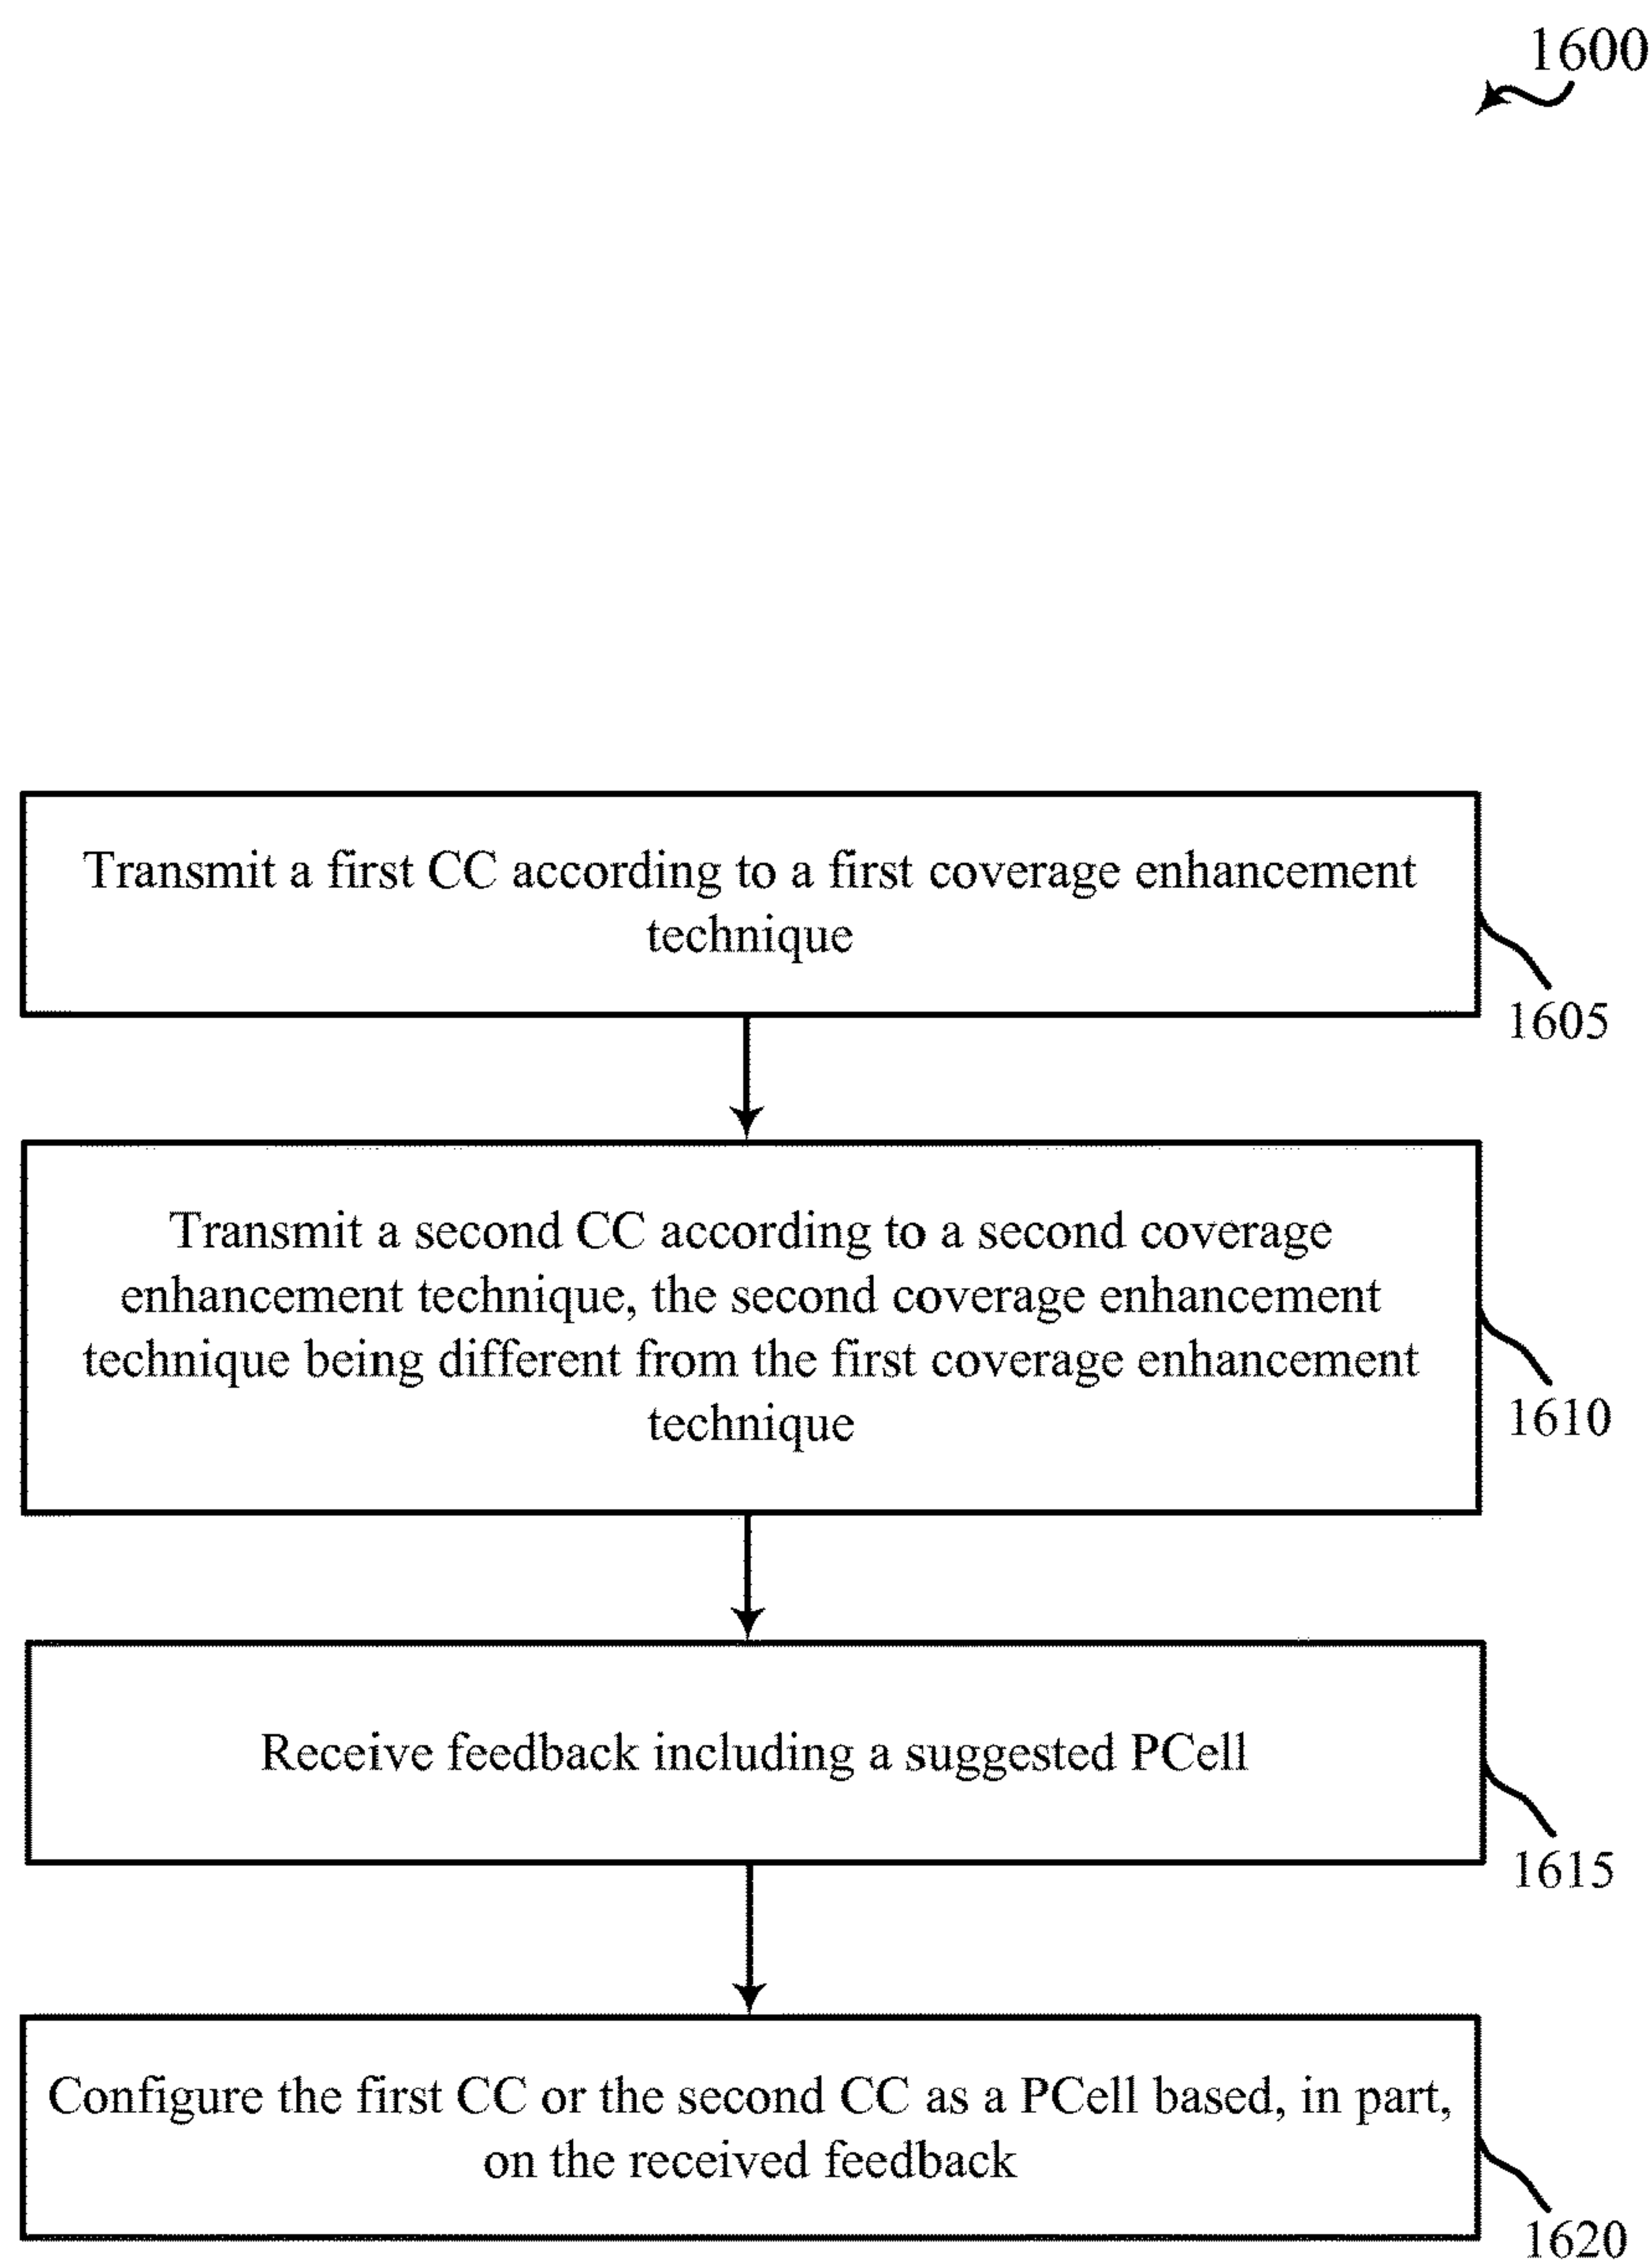 1600
Transmit a first CC according to a first coverage enhancement
technique
1605
Transmit a second CC according to a second coverage
enhancement technique, the second coverage enhancement
technique being different from the first coverage enhancement
technique
1610
Receive feedback including a suggested PCell
1615
Configure the first CC or the second CC as a PCell based, in part,
on the received feedback
1620